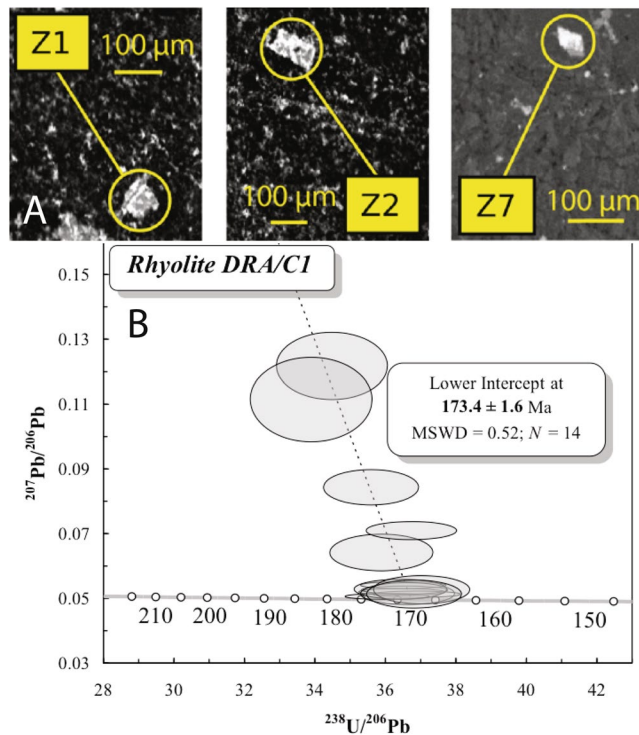 Z1
100 μm
A
Z2
100 μm
Z7
100 μm
Rhyolite DRA/C1
B
Lower Intercept at
173.4 ± 1.6 Ma
MSWD = 0.52; N = 14
0.15
0.13
0.11
0.09
0.07
0.05
0.03
207Pb/206Pb
210 200 190 180 170 160 150
28 30 32 34 36 38 40 42
238U/206Pb